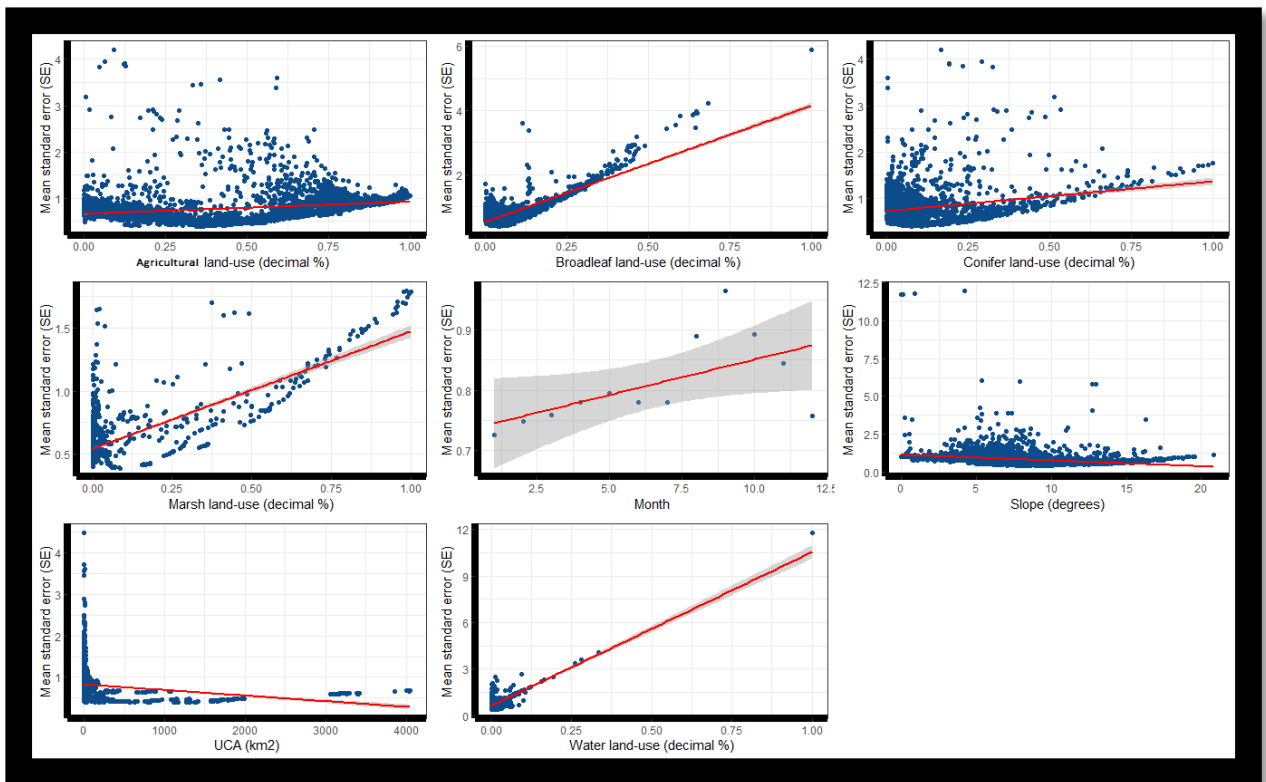 Mean standard error (SE)
4
3
2
1
0.00 0.25 0.50 0.75 1.00
Agricultural land-use (decimal %)
Mean standard error (SE)
6
4
2
0.00 0.25 0.50 0.75 1.00
Broadleaf land-use (decimal %)
Mean standard error (SE)
4
3
2
1
0.00 0.25 0.50 0.75 1.00
Conifer land-use (decimal %)
Mean standard error (SE)
1.5
1.0
0.5
0.00 0.25 0.50 0.75 1.00
Marsh land-use (decimal %)
Mean standard error (SE)
0.9
0.8
0.7
2.5 5.0 7.5 10.0 12.5
Month
Mean standard error (SE)
12.5
10.0
7.5
5.0
2.5
0.0
0 5 10 15 20
Slope (degrees)
Mean standard error (SE)
4
3
2
1
0 1000 2000 3000 4000
UCA (km2)
Mean standard error (SE)
12
9
6
3
0
0.00 0.25 0.50 0.75 1.00
Water land-use (decimal %)